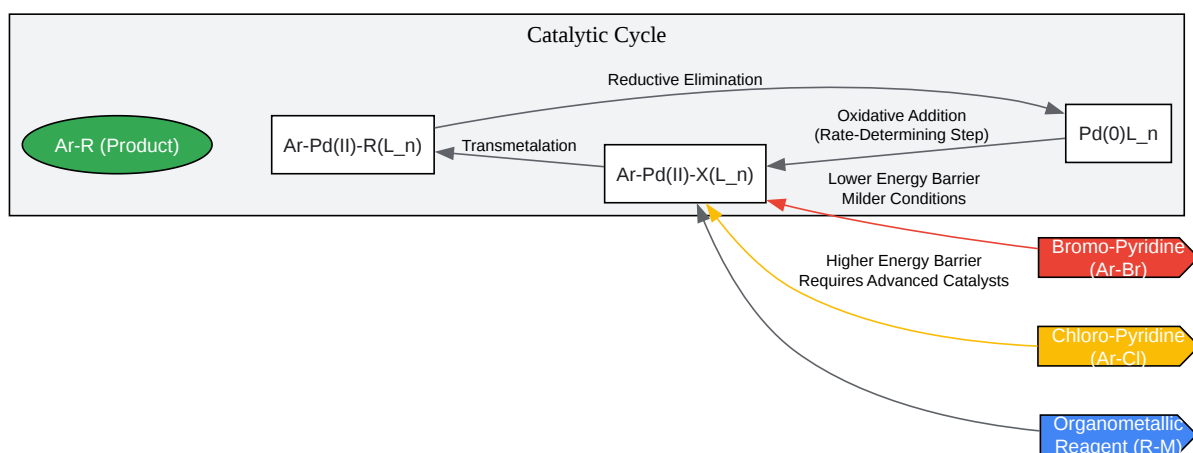 Catalytic Cycle
Reductive Elimination
Oxidative Addition
(Rate-Determining Step)
Ar-R (Product)
Ar-Pd(II)-R(L_n)
Transmetalation
Ar-Pd(II)-X(L_n)
Pd(0)L_n
Lower Energy Barrier
Milder Conditions
Bromo-Pyridine
(Ar-Br)
Higher Energy Barrier
Requires Advanced Catalysts
Chloro-Pyridine
(Ar-Cl)
Organometallic
Reagent (R-M)